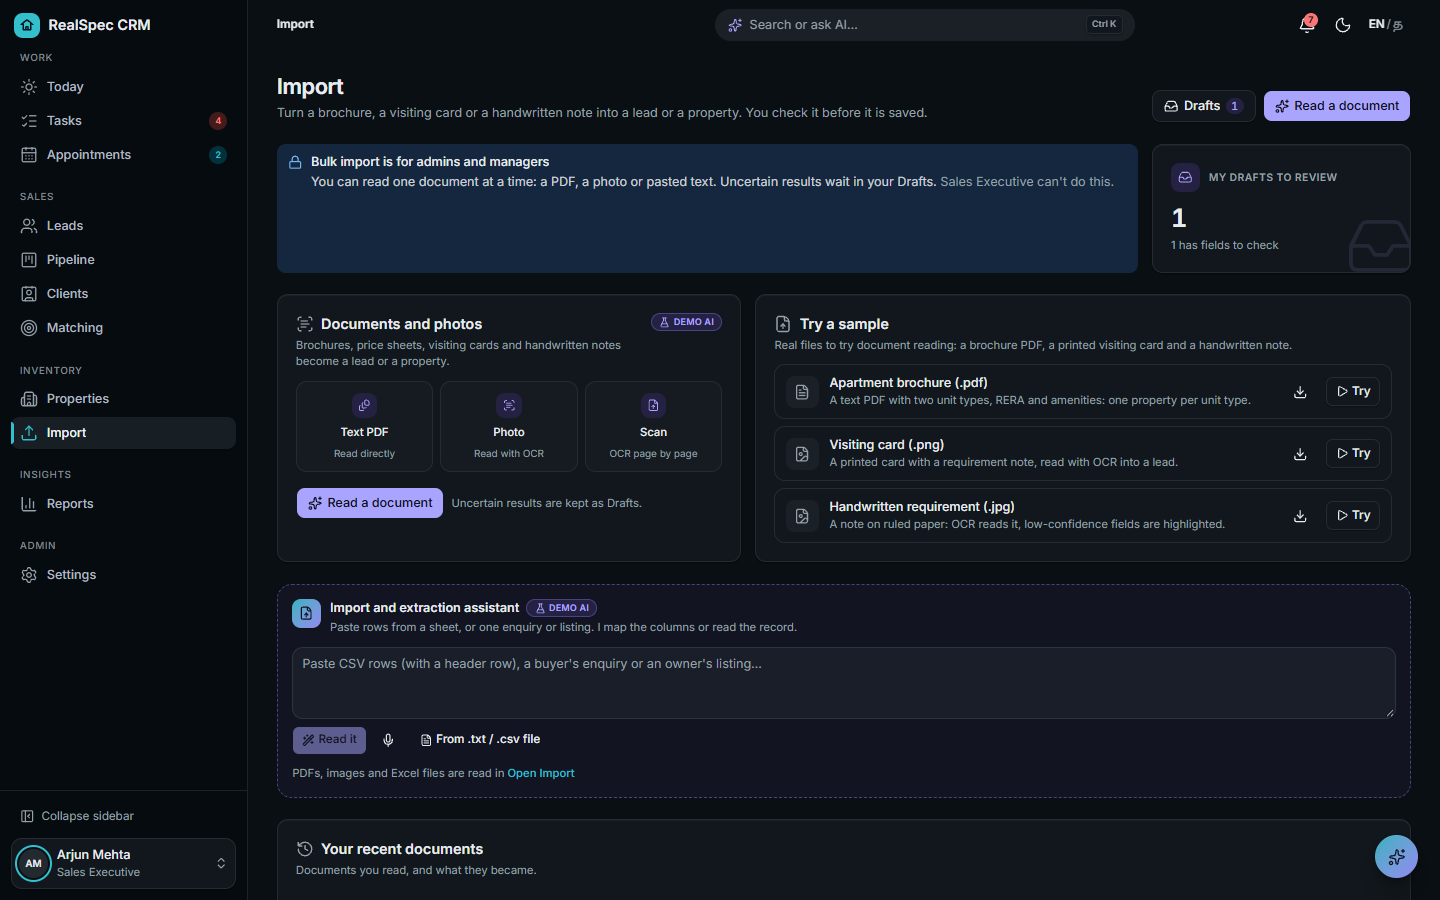 RealSpec CRM
WORK
Today
Tasks
4
Appointments
2
SALES
Leads
Pipeline
Clients
Matching
INVENTORY
Properties
Import
INSIGHTS
Reports
ADMIN
Settings
Collapse sidebar
AM
Arjun Mehta
Sales Executive
Import
Search or ask AI...
Ctrl K
7
EN / த
Import
Turn a brochure, a visiting card or a handwritten note into a lead or a property. You check it before it is saved.
Drafts 1
Read a document
Bulk import is for admins and managers
You can read one document at a time: a PDF, a photo or pasted text. Uncertain results wait in your Drafts. Sales Executive can't do this.
MY DRAFTS TO REVIEW
1
1 has fields to check
Documents and photos
DEMO AI
Brochures, price sheets, visiting cards and handwritten notes
become a lead or a property.
Text PDF
Read directly
Photo
Read with OCR
Scan
OCR page by page
Read a document
Uncertain results are kept as Drafts.
Try a sample
Real files to try document reading: a brochure PDF, a printed visiting card and a handwritten note.
Apartment brochure (.pdf)
A text PDF with two unit types, RERA and amenities: one property per unit type.
Try
Visiting card (.png)
A printed card with a requirement note, read with OCR into a lead.
Try
Handwritten requirement (.jpg)
A note on ruled paper: OCR reads it, low-confidence fields are highlighted.
Try
Import and extraction assistant
DEMO AI
Paste rows from a sheet, or one enquiry or listing. I map the columns or read the record.
Paste CSV rows (with a header row), a buyer's enquiry or an owner's listing...
Read it
From .txt / .csv file
PDFs, images and Excel files are read in Open Import
Your recent documents
Documents you read, and what they became.